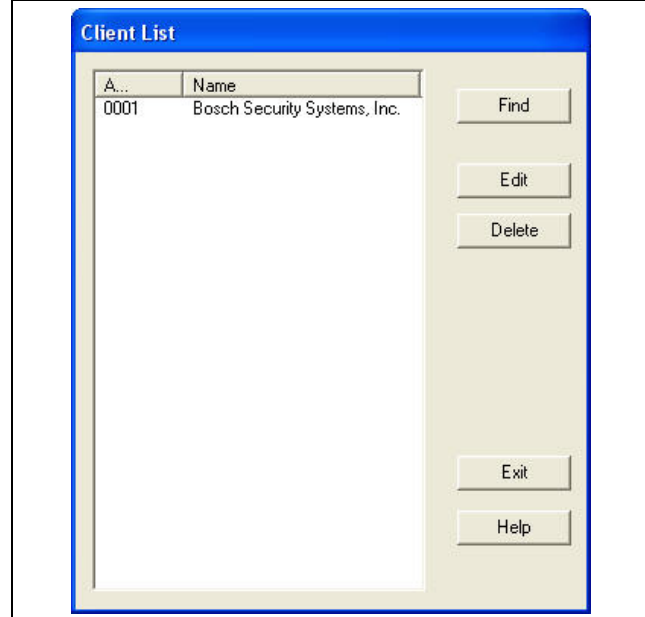 Client List
A... Name
0001 Bosch Security Systems, Inc.
Find
Edit
Delete
Exit
Help